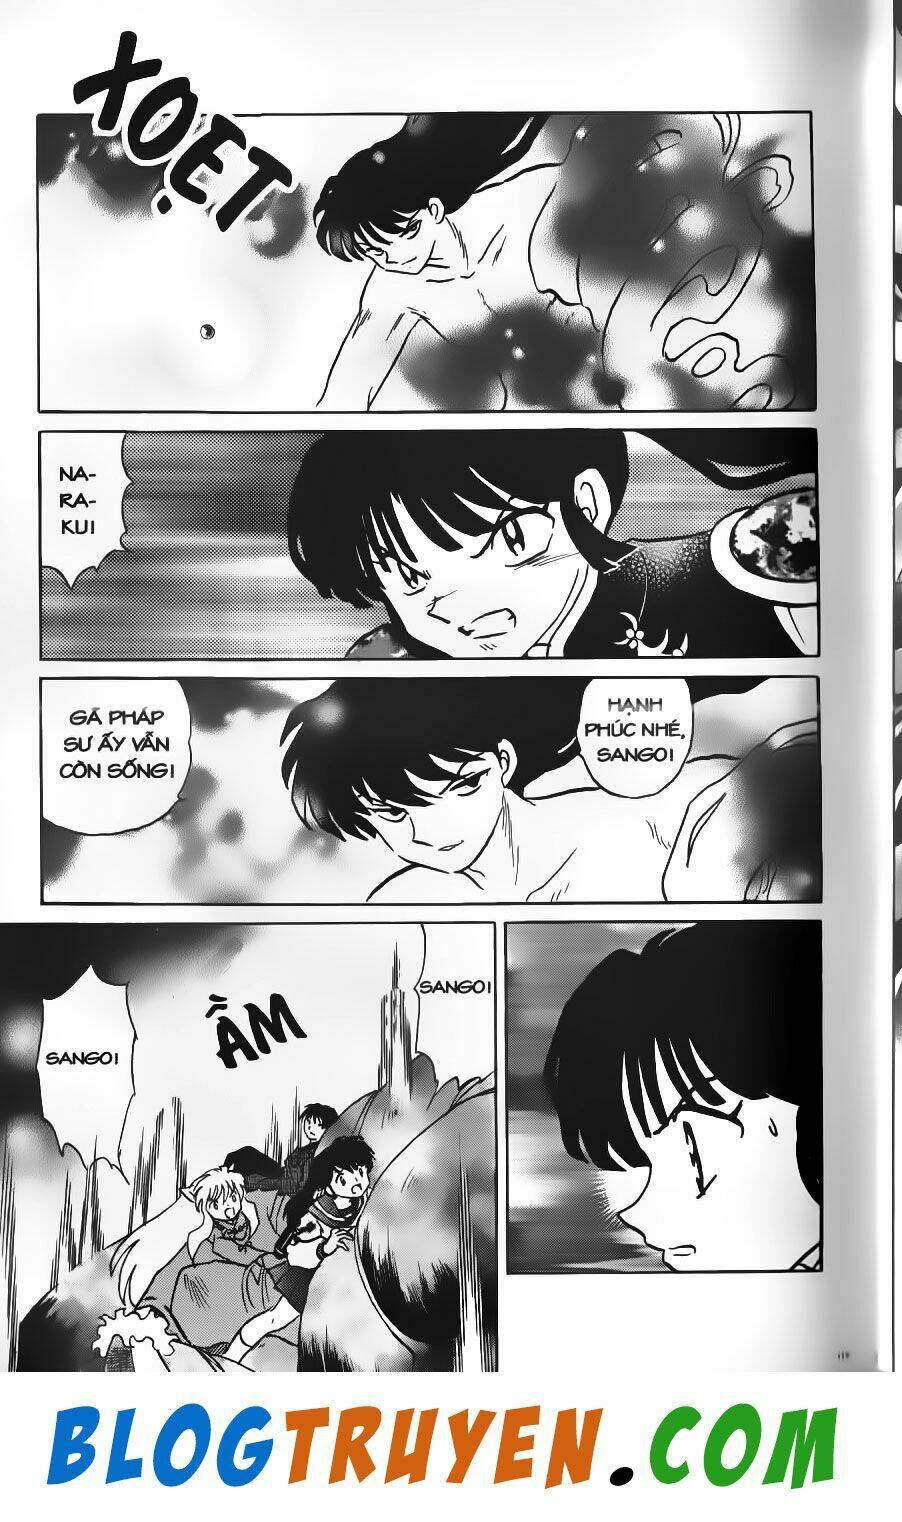 XOẸT
NA-
RA-
KU!
GÃ PHÁP
SƯ ẤY VẪN
CÒN SỐNG!
HẠNH
PHÚC NHÉ,
SANGO!
SANGO!
ẦM
SANGO!
119
BLOGTRUYEN.COM